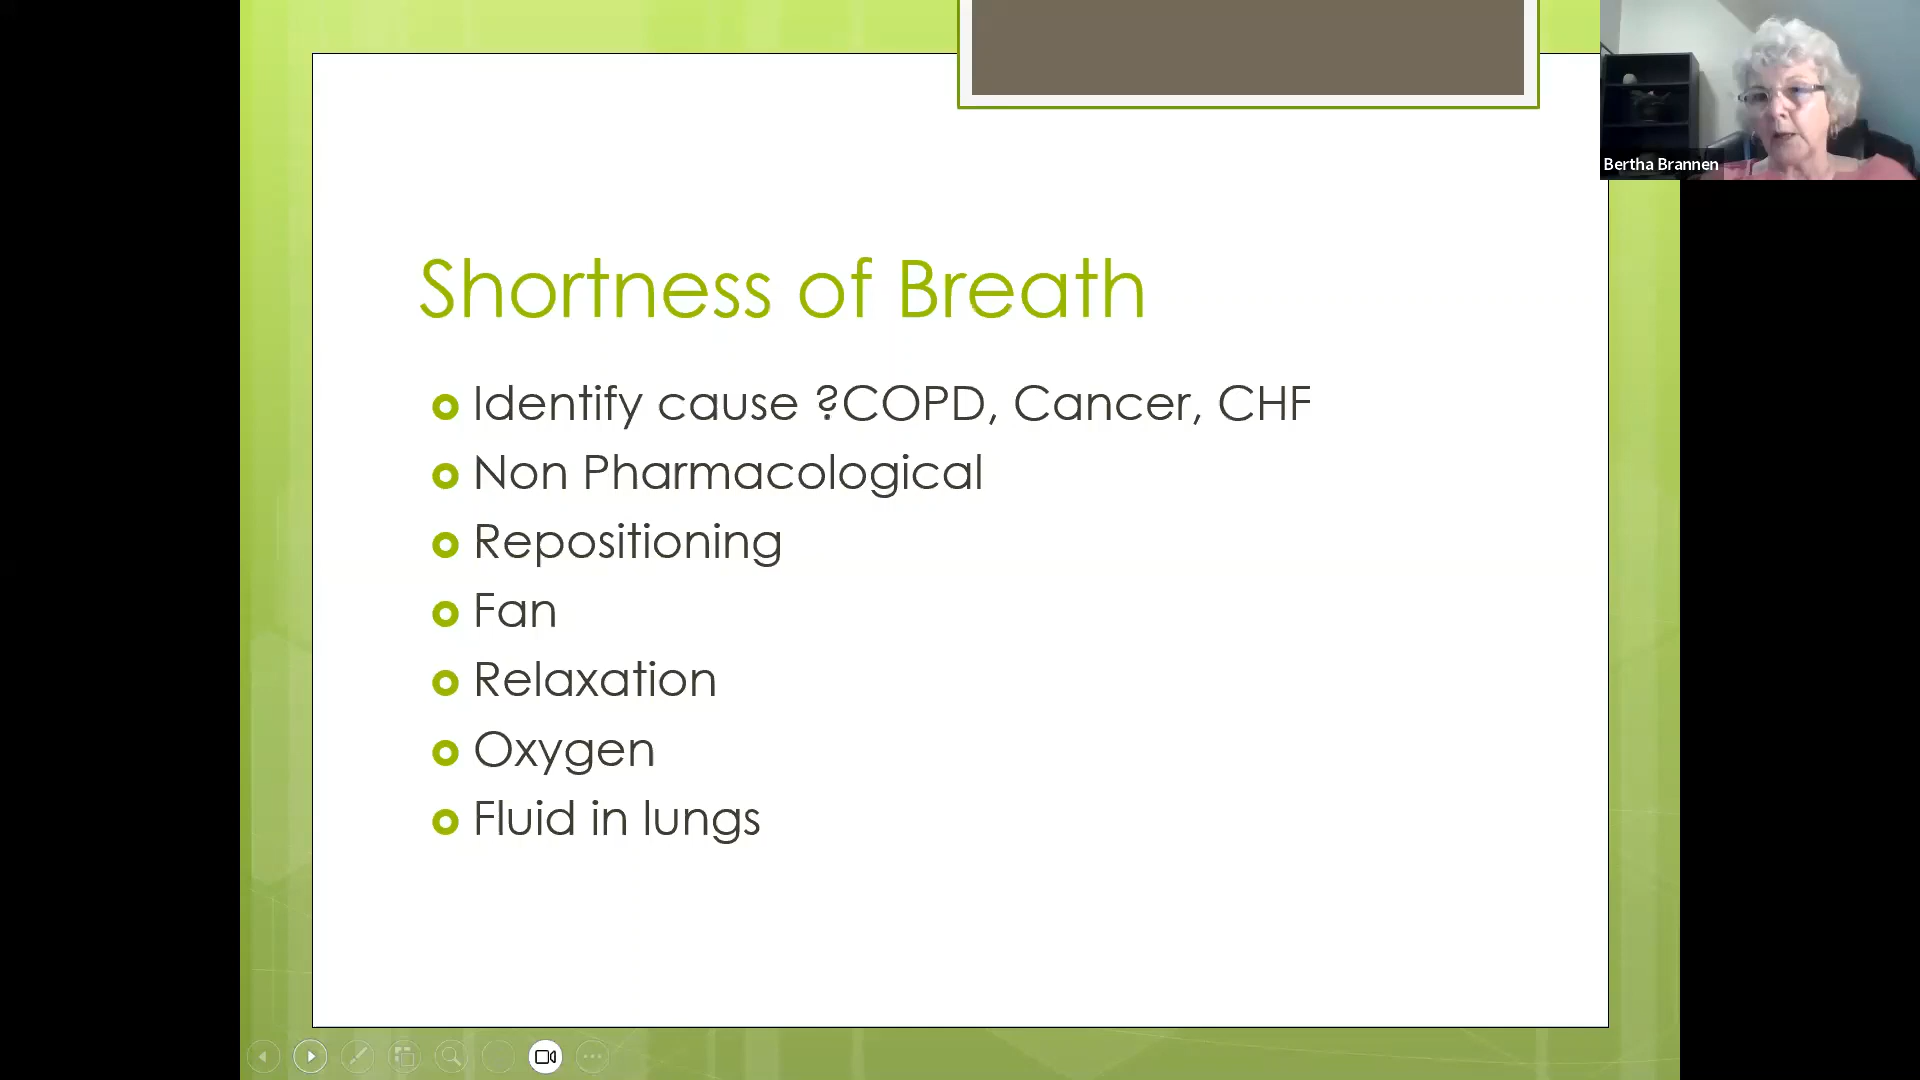 Bertha Brannen
Shortness of Breath
Identify cause ?COPD, Cancer, CHF
Non Pharmacological
Repositioning
Fan
Relaxation
Oxygen
Fluid in lungs